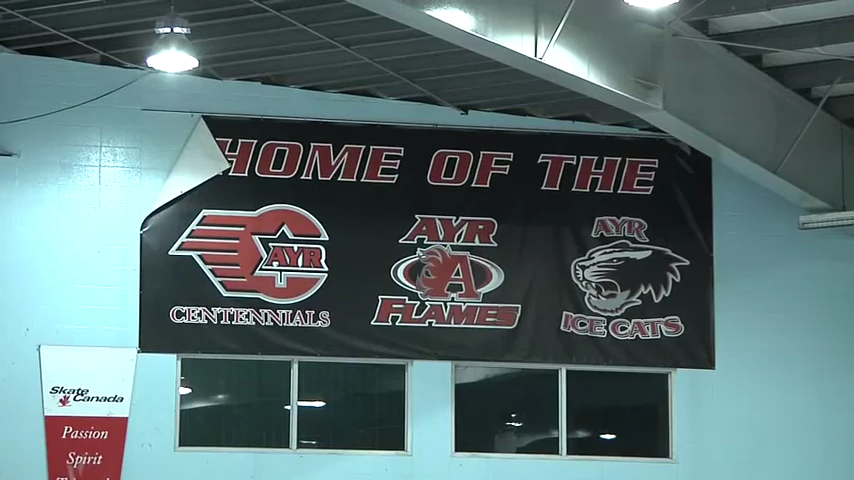 HOME OF THE
AYR
CENTENNIALS
AYR
A
FLAMES
AYR
ICE CATS
Skate
Canada
Passion
Spirit